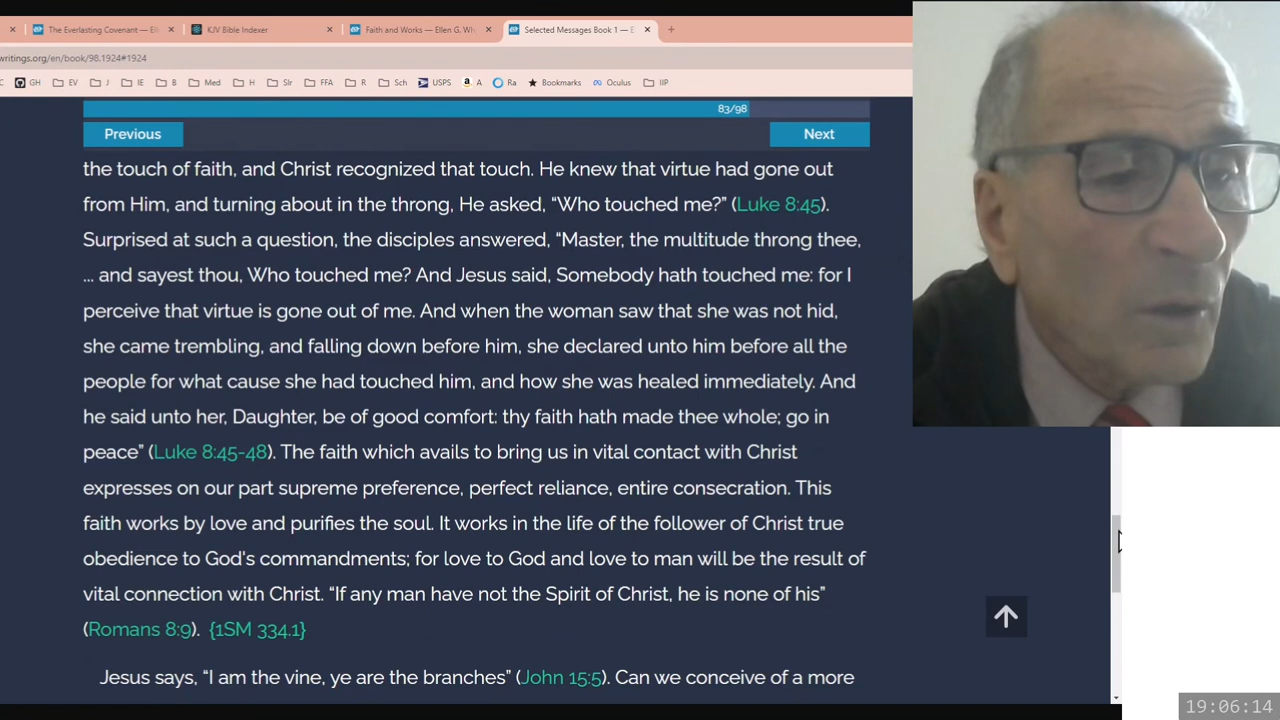 The Everlasting Covenant — Ell
KJV Bible Indexer
Faith and Works — Ellen G. Wh
Selected Messages Book 1 — E
writings.org/en/book/98.1924#1924
GH EV J IE B Med H Slr FFA R Sch USPS A Ra Bookmarks Oculus IIP
83/98
Previous Next
the touch of faith, and Christ recognized that touch. He knew that virtue had gone out
from Him, and turning about in the throng, He asked, “Who touched me?” (Luke 8:45).
Surprised at such a question, the disciples answered, “Master, the multitude throng thee,
... and sayest thou, Who touched me? And Jesus said, Somebody hath touched me: for I
perceive that virtue is gone out of me. And when the woman saw that she was not hid,
she came trembling, and falling down before him, she declared unto him before all the
people for what cause she had touched him, and how she was healed immediately. And
he said unto her, Daughter, be of good comfort: thy faith hath made thee whole; go in
peace” (Luke 8:45-48). The faith which avails to bring us in vital contact with Christ
expresses on our part supreme preference, perfect reliance, entire consecration. This
faith works by love and purifies the soul. It works in the life of the follower of Christ true
obedience to God's commandments; for love to God and love to man will be the result of
vital connection with Christ. “If any man have not the Spirit of Christ, he is none of his”
(Romans 8:9). {1SM 334.1}
Jesus says, “I am the vine, ye are the branches” (John 15:5). Can we conceive of a more
19:06:14